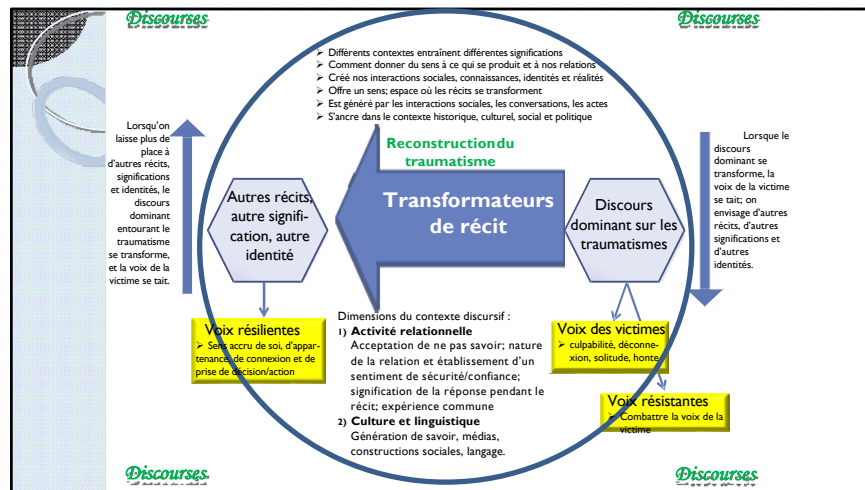 Discourses
Discourses
➢ Différents contextes entraînent différentes significations
➢ Comment donner du sens à ce qui se produit et à nos relations
➢ Créé nos interactions sociales, connaissances, identités et réalités
➢ Offre un sens; espace où les récits se transforment
➢ Est généré par les interactions sociales, les conversations, les actes
➢ S'ancre dans le contexte historique, culturel, social et politique
Lorsqu'on
laisse plus de
place à
d'autres récits,
significations
et identités, le
discours
dominant
entourant le
traumatisme
se transforme,
et la voix de la
victime se tait.
Autres récits,
autre signifi-
cation, autre
identité
Reconstruction du
traumatisme
Transformateurs
de récit
Discours
dominant sur les
traumatismes
Lorsque le
discours
dominant se
transforme, la
voix de la victime
se tait; on
envisage d'autres
récits, d'autres
significations et
d'autres
identités.
Voix résilientes
➢ Sens accru de soi, d'appar-
tenance, de connexion et de
prise de décision/action
Dimensions du contexte discursif :
1) Activité relationnelle
Acceptation de ne pas savoir; nature
de la relation et établissement d'un
sentiment de sécurité/confiance;
signification de la réponse pendant le
récit; expérience commune
2) Culture et linguistique
Génération de savoir, médias,
constructions sociales, langage.
Voix des victimes
➢ culpabilité, déconne-
xion, solitude, honte
Voix résistantes
➢ Combattre la voix de la
victime
Discourses
Discourses